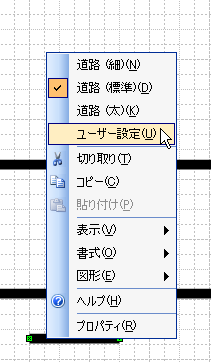 道路 (細)(N)
道路 (標準)(D)
道路 (太)(K)
ユーザー設定(U)
切り取り(T)
コピー(C)
貼り付け(P)
表示(V)
書式(O)
図形(E)
ヘルプ(H)
プロパティ(R)